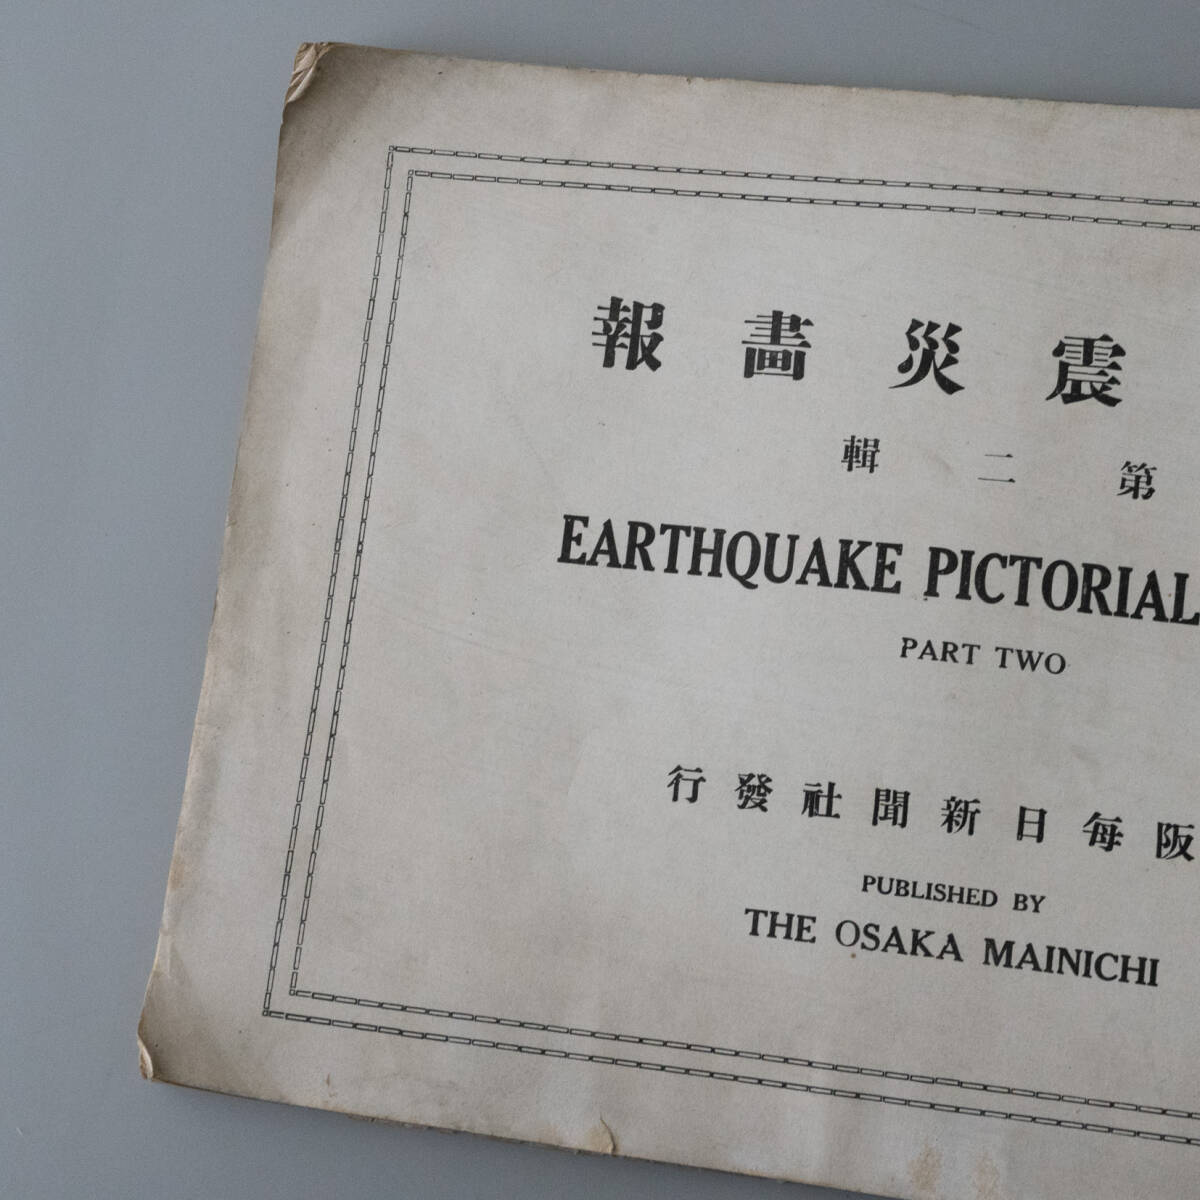 震災畫報
第二輯
EARTHQUAKE PICTORIAL
PART TWO
阪每日新聞社發行
PUBLISHED BY
THE OSAKA MAINICHI